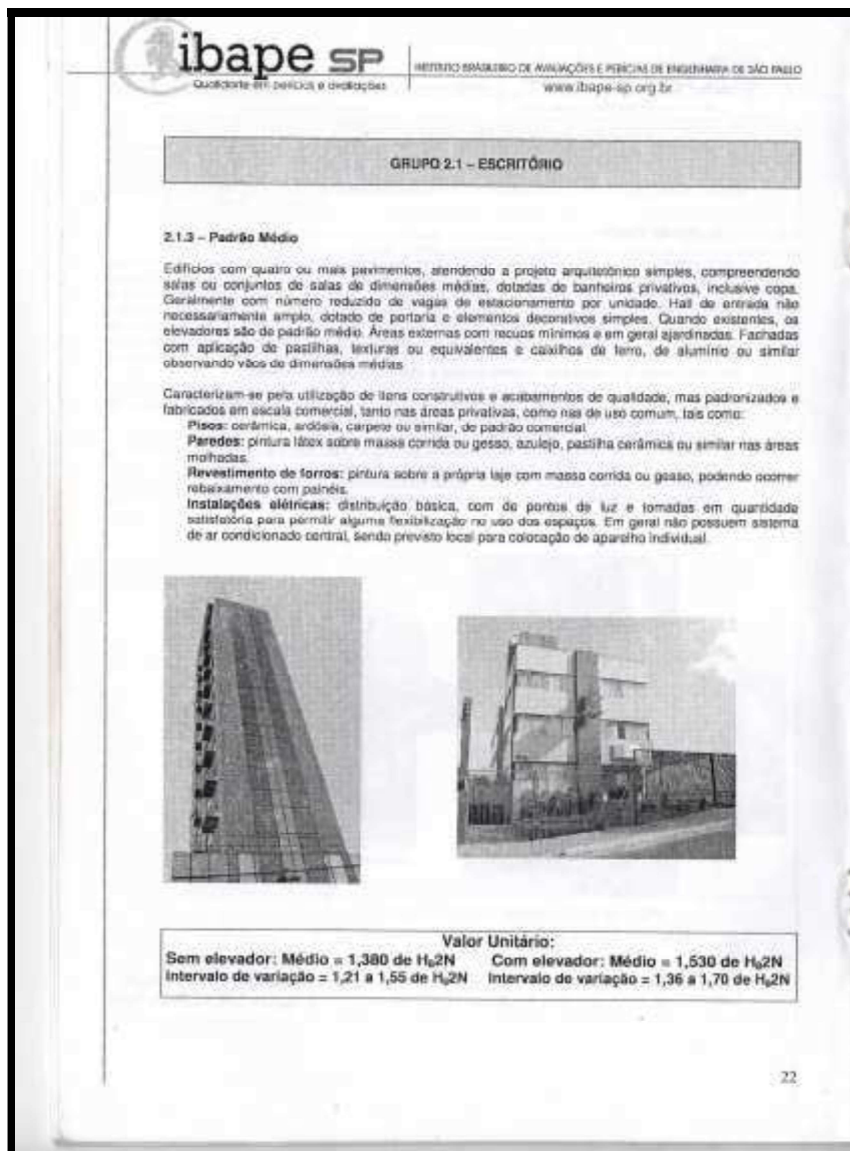 ibape SP
Qualidade em perícias e avaliações
INSTITUTO BRASILEIRO DE AVALIAÇÕES E PERÍCIAS DE ENGENHARIA DE SÃO PAULO
www.ibape-sp.org.br
GRUPO 2.1 – ESCRITÓRIO
2.1.3 – Padrão Médio
Edifícios com quatro ou mais pavimentos, atendendo a projeto arquitetônico simples, compreendendo
salas ou conjuntos de salas de dimensões médias, dotadas de banheiros privativos, inclusive copa.
Geralmente com número reduzido de vagas de estacionamento por unidade. Hall de entrada não
necessariamente amplo, dotado de portaria e elementos decorativos simples. Quando existentes, os
elevadores são de padrão médio. Áreas externas com recuos mínimos e em geral ajardinadas. Fachadas
com aplicação de pastilhas, texturas ou equivalentes e caixilhos de ferro, de alumínio ou similar
observando vãos de dimensões médias.
Caracterizam-se pela utilização de itens construtivos e acabamentos de qualidade, mas padronizados e
fabricados em escala comercial, tanto nas áreas privativas, como nas de uso comum, tais como:
Pisos: cerâmica, ardósia, carpete ou similar, de padrão comercial.
Paredes: pintura látex sobre massa corrida ou gesso, azulejo, pastilha cerâmica ou similar nas áreas
molhadas.
Revestimento de forros: pintura sobre a própria laje com massa corrida ou gesso, podendo ocorrer
rebaixamento com painéis.
Instalações elétricas: distribuição básica, com de pontos de luz e tomadas em quantidade
satisfatória para permitir alguma flexibilização no uso dos espaços. Em geral não possuem sistema
de ar condicionado central, sendo previsto local para colocação de aparelho individual.
Valor Unitário:
Sem elevador: Médio = 1,380 de H₈2N Com elevador: Médio = 1,530 de H₈2N
Intervalo de variação = 1,21 a 1,55 de H₈2N Intervalo de variação = 1,36 a 1,70 de H₈2N
22